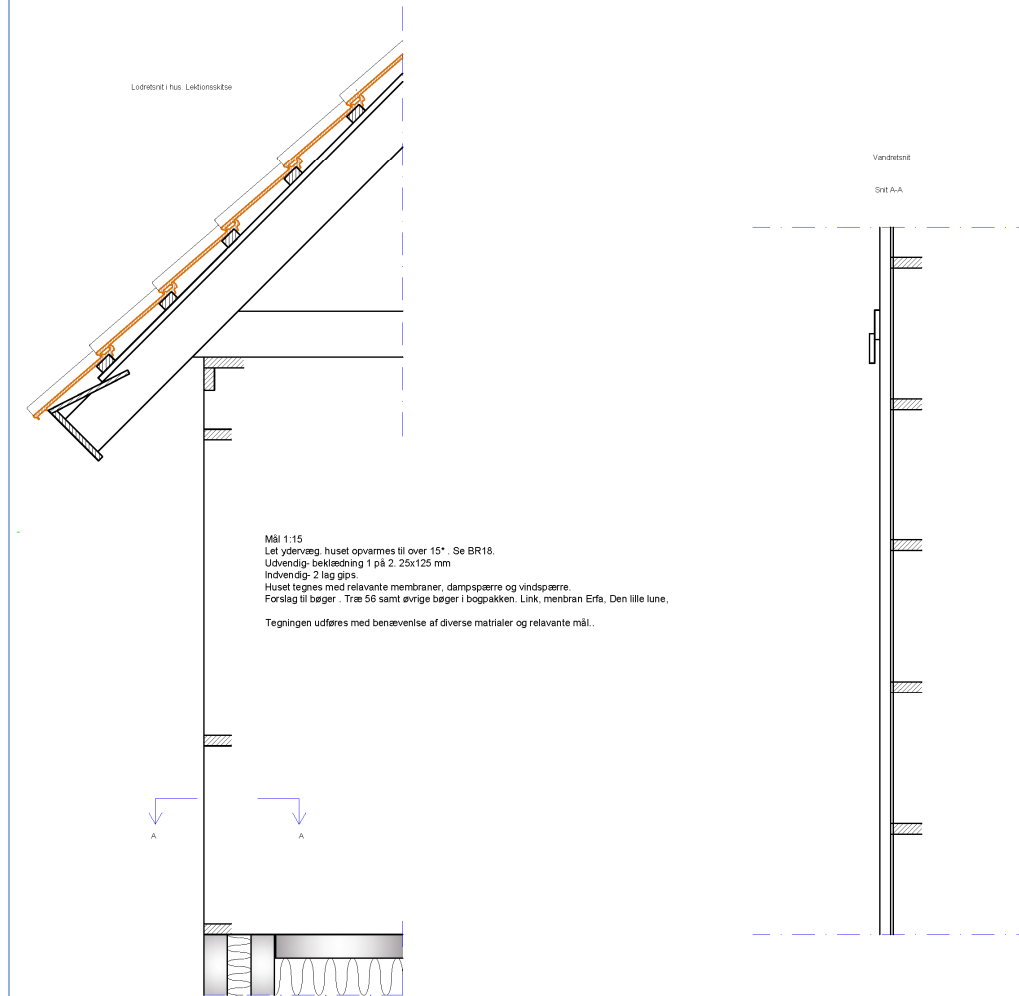 Lodretsnit i hus. Lektionsskitse
Vandretsnit
Snit A-A
Mål 1:15
Let ydervæg. huset opvarmes til over 15* . Se BR18.
Udvendig- beklædning 1 på 2. 25x125 mm
Indvendig- 2 lag gips.
Huset tegnes med relavante membraner, dampspærre og vindspærre.
Forslag til bøger . Træ 56 samt øvrige bøger i bogpakken. Link, menbran Erfa, Den lille lune,
Tegningen udføres med benævenlse af diverse matrialer og relavante mål..
A
A